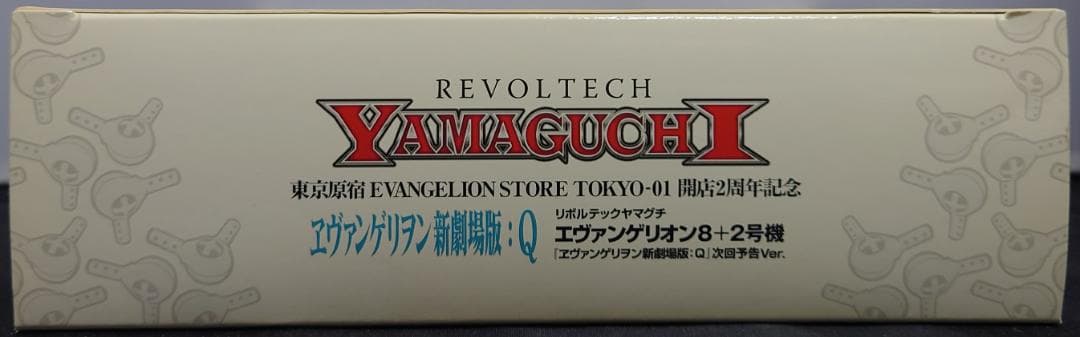 REVOLTECH
YAMAGUCHI
東京原宿 EVANGELION STORE TOKYO-01 開店2周年記念
ヱヴァンゲリヲン新劇場版:Q
リボルテックヤマグチ
エヴァンゲリオン8+2号機
『ヱヴァンゲリヲン新劇場版:Q』次回予告Ver.